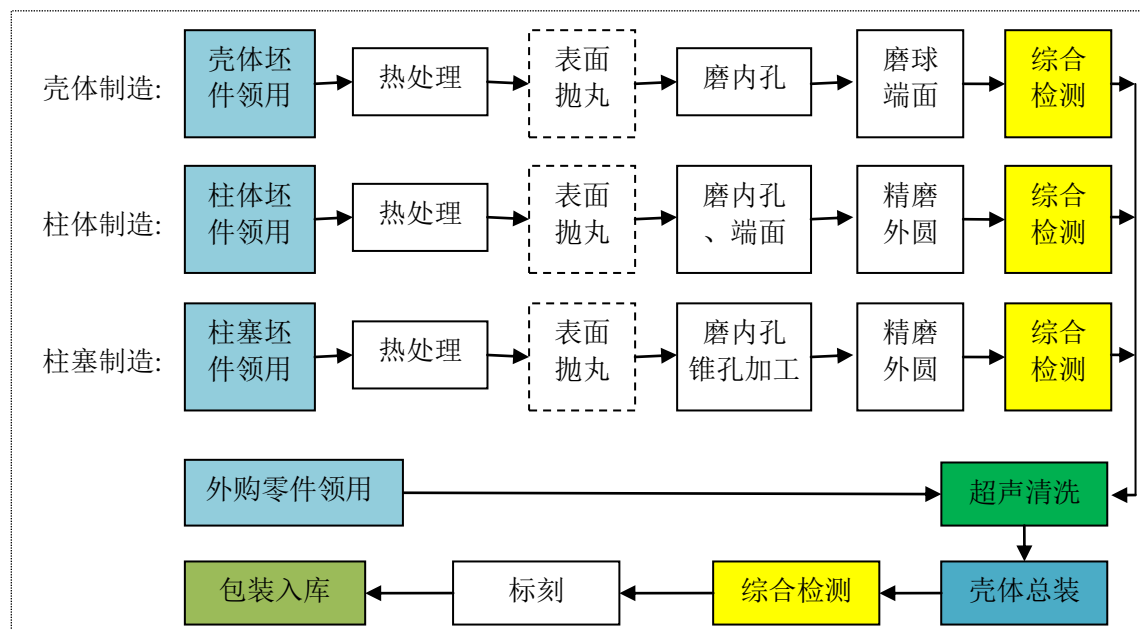 壳体制造:
壳体坯
件领用
热处理
表面
抛丸
磨内孔
磨球
端面
综合
检测
柱体制造:
柱体坯
件领用
热处理
表面
抛丸
磨内孔
、端面
精磨
外圆
综合
检测
柱塞制造:
柱塞坯
件领用
热处理
表面
抛丸
磨内孔
锥孔加工
精磨
外圆
综合
检测
外购零件领用
超声清洗
包装入库
标刻
综合检测
壳体总装